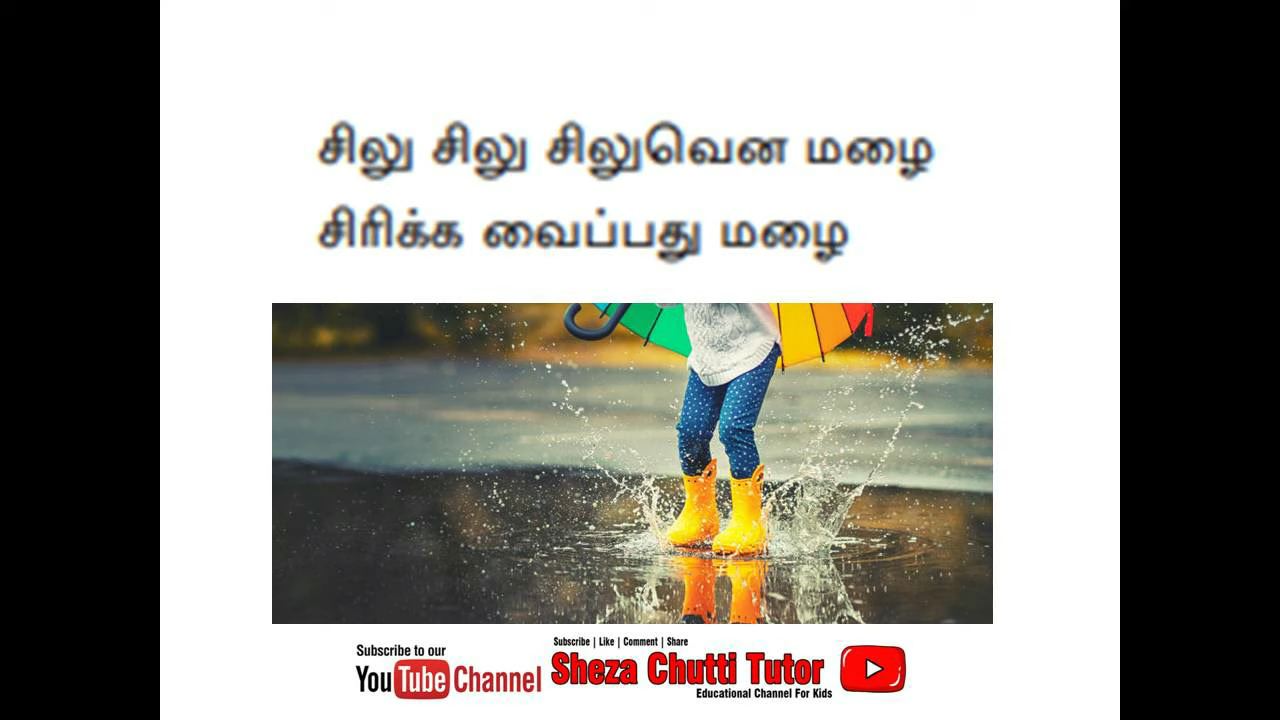 சிலு சிலு சிலுவென மழை
சிரிக்க வைப்பது மழை
Subscribe to our
YouTube Channel
Subscribe | Like | Comment | Share
Sheza Chutti Tutor
Educational Channel For Kids